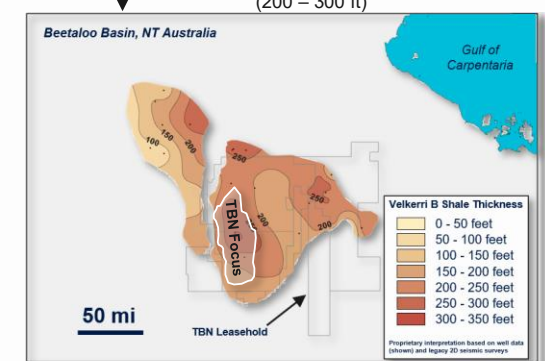 (200 – 300 ft)
Beetaloo Basin, NT Australia
Gulf of
Carpentaria
100
150
200
250
250
200
200
TBN Focus
Velkerri B Shale Thickness
0 - 50 feet
50 - 100 feet
100 - 150 feet
150 - 200 feet
200 - 250 feet
250 - 300 feet
300 - 350 feet
50 mi
TBN Leasehold
Proprietary interpretation based on well data
(shown) and legacy 2D seismic surveys